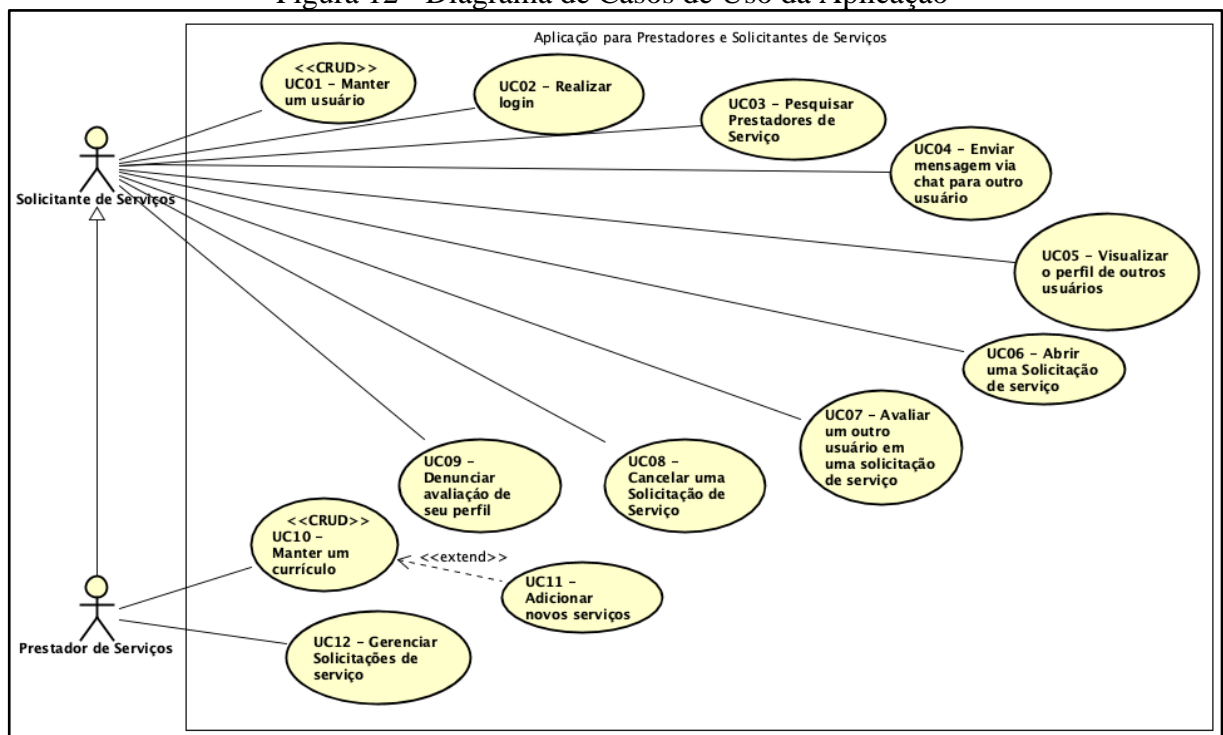 Figura 12 - Diagrama de Casos de Uso da Aplicação
Aplicação para Prestadores e Solicitantes de Serviços
<<CRUD>>
UC01 – Manter
um usuário
UC02 – Realizar
login
UC03 – Pesquisar
Prestadores de
Serviço
UC04 – Enviar
mensagem via
chat para outro
usuário
Solicitante de Serviços
UC05 – Visualizar
o perfil de outros
usuários
UC06 – Abrir
uma Solicitação
de serviço
UC07 – Avaliar
um outro
usuário em
uma solicitação
de serviço
UC08 –
Cancelar uma
Solicitação de
Serviço
UC09 –
Denunciar
avaliação de
seu perfil
<<CRUD>>
UC10 –
Manter um
currículo
<<extend>>
UC11 –
Adicionar
novos serviços
Prestador de Serviços
UC12 – Gerenciar
Solicitações de
serviço